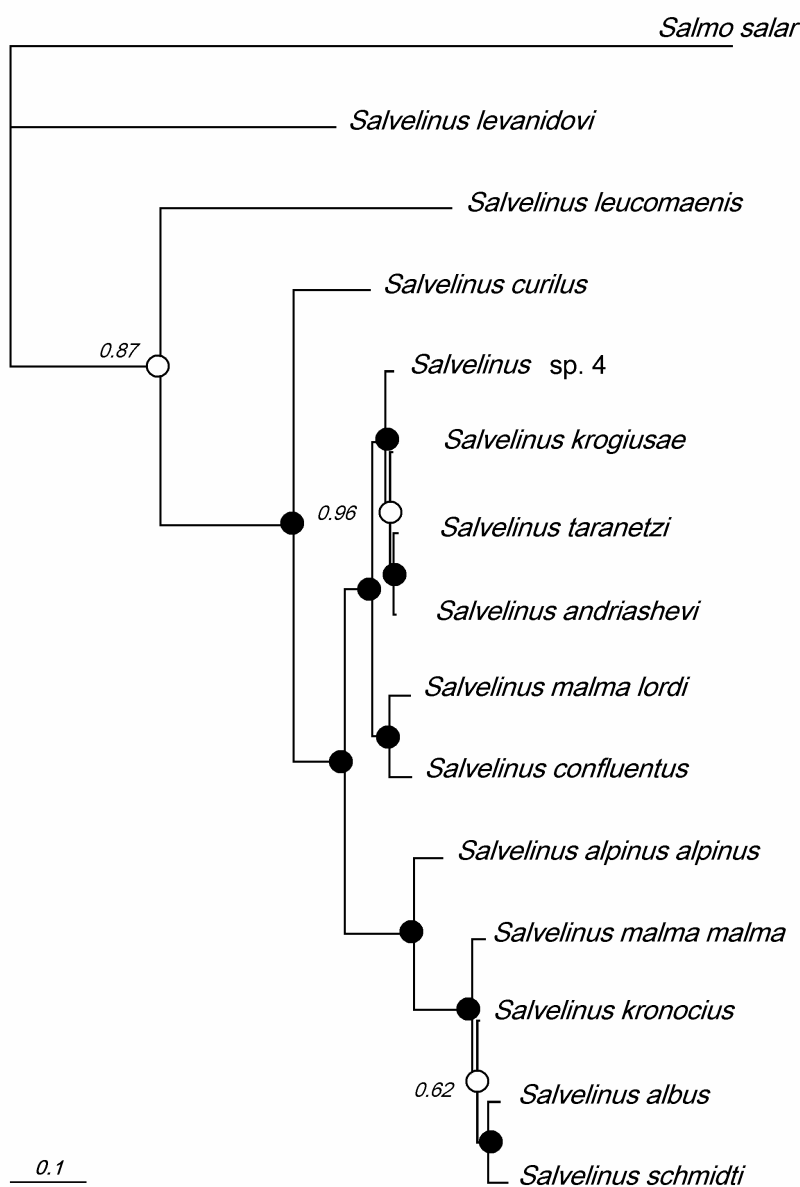 Salmo salar
Salvelinus levanidovi
Salvelinus leucomaenis
Salvelinus curilus
0.87
Salvelinus sp. 4
Salvelinus krogiusae
0.96
Salvelinus taranetzi
Salvelinus andriashevi
Salvelinus malma lordi
Salvelinus confluentus
Salvelinus alpinus alpinus
Salvelinus malma malma
Salvelinus kronocius
0.62
Salvelinus albus
0.1
Salvelinus schmidti